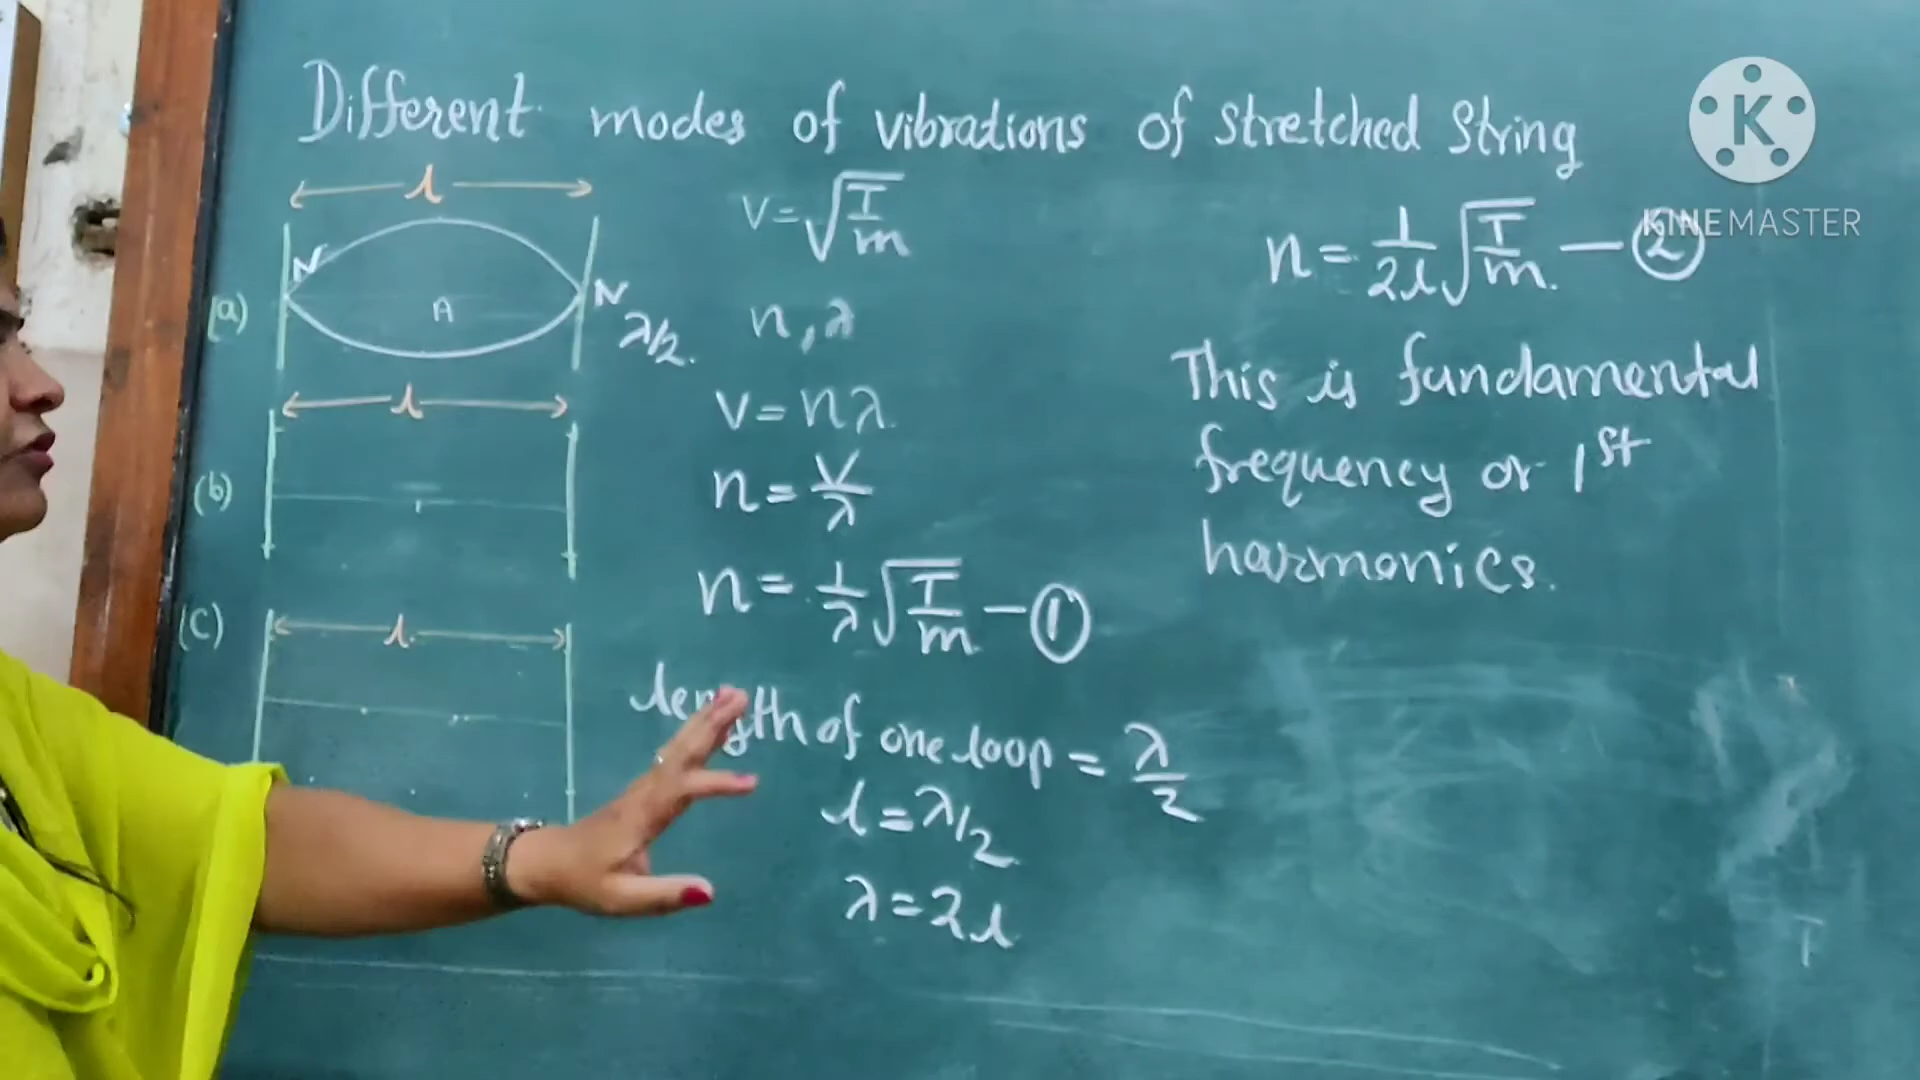 Different modes of vibrations of stretched String
l
N
N
A
(a)
λ/2.
l
(b)
(C)
l
v=√T/m
n,λ
v=nλ.
n=v/λ
n=1/λ√T/m —①
length of one loop = λ/2
l=λ/2
λ=2l
n=1/2l√T/m. —②
This is fundamental
frequency or 1st
harmonics.
T
K
KINEMASTER